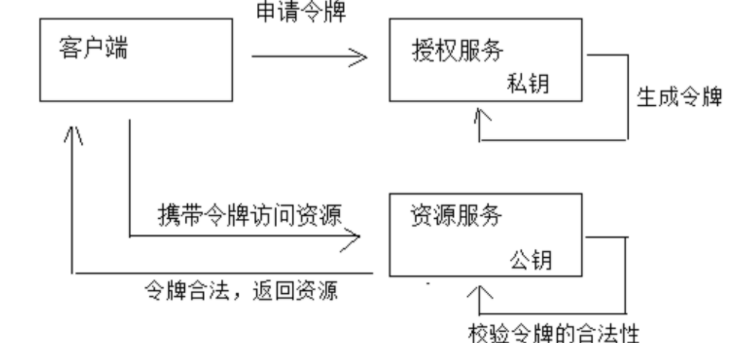 申请令牌
客户端
授权服务
私钥
生成令牌
携带令牌访问资源
资源服务
公钥
令牌合法，返回资源
校验令牌的合法性